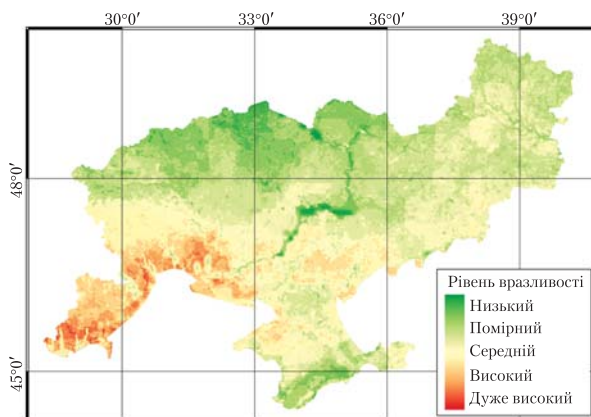 30°0′ 33°0′ 36°0′ 39°0′
48°0′
45°0′
Рівень вразливості
Низький
Помірний
Середній
Високий
Дуже високий